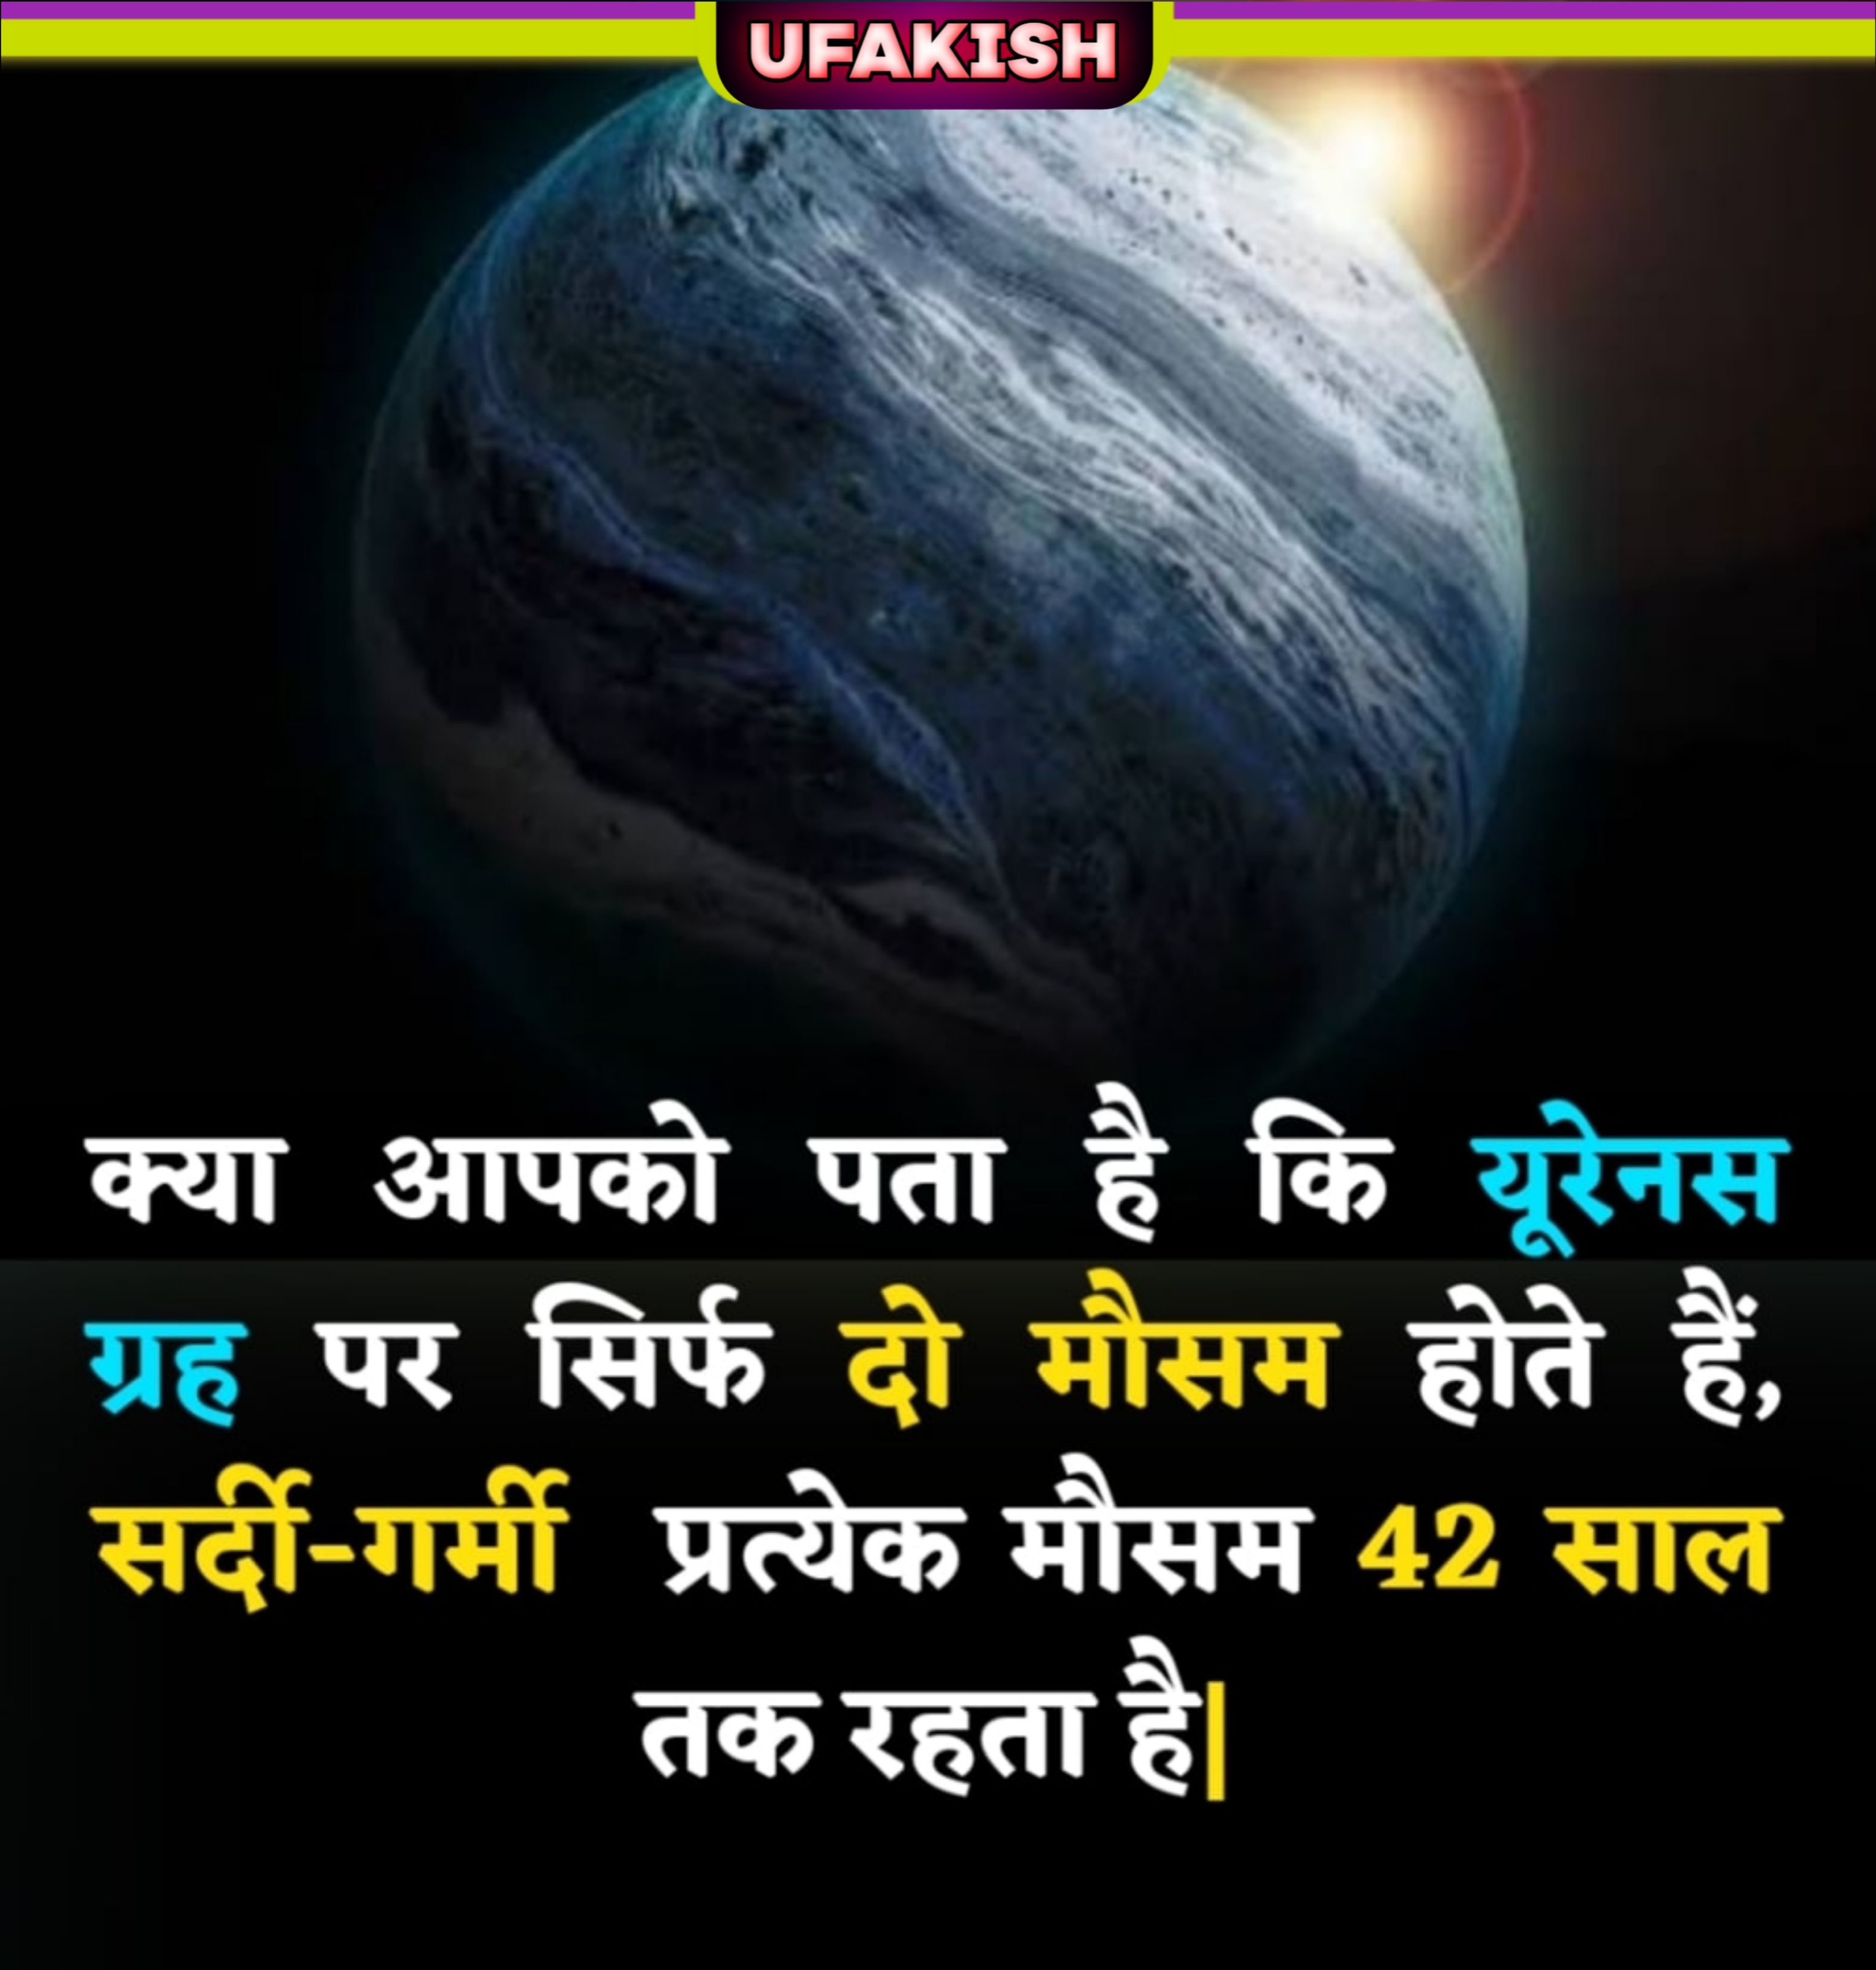 UFAKISH
क्या आपको पता है कि यूरेनस
ग्रह पर सिर्फ दो मौसम होते हैं,
सर्दी-गर्मी प्रत्येक मौसम 42 साल
तक रहता है|